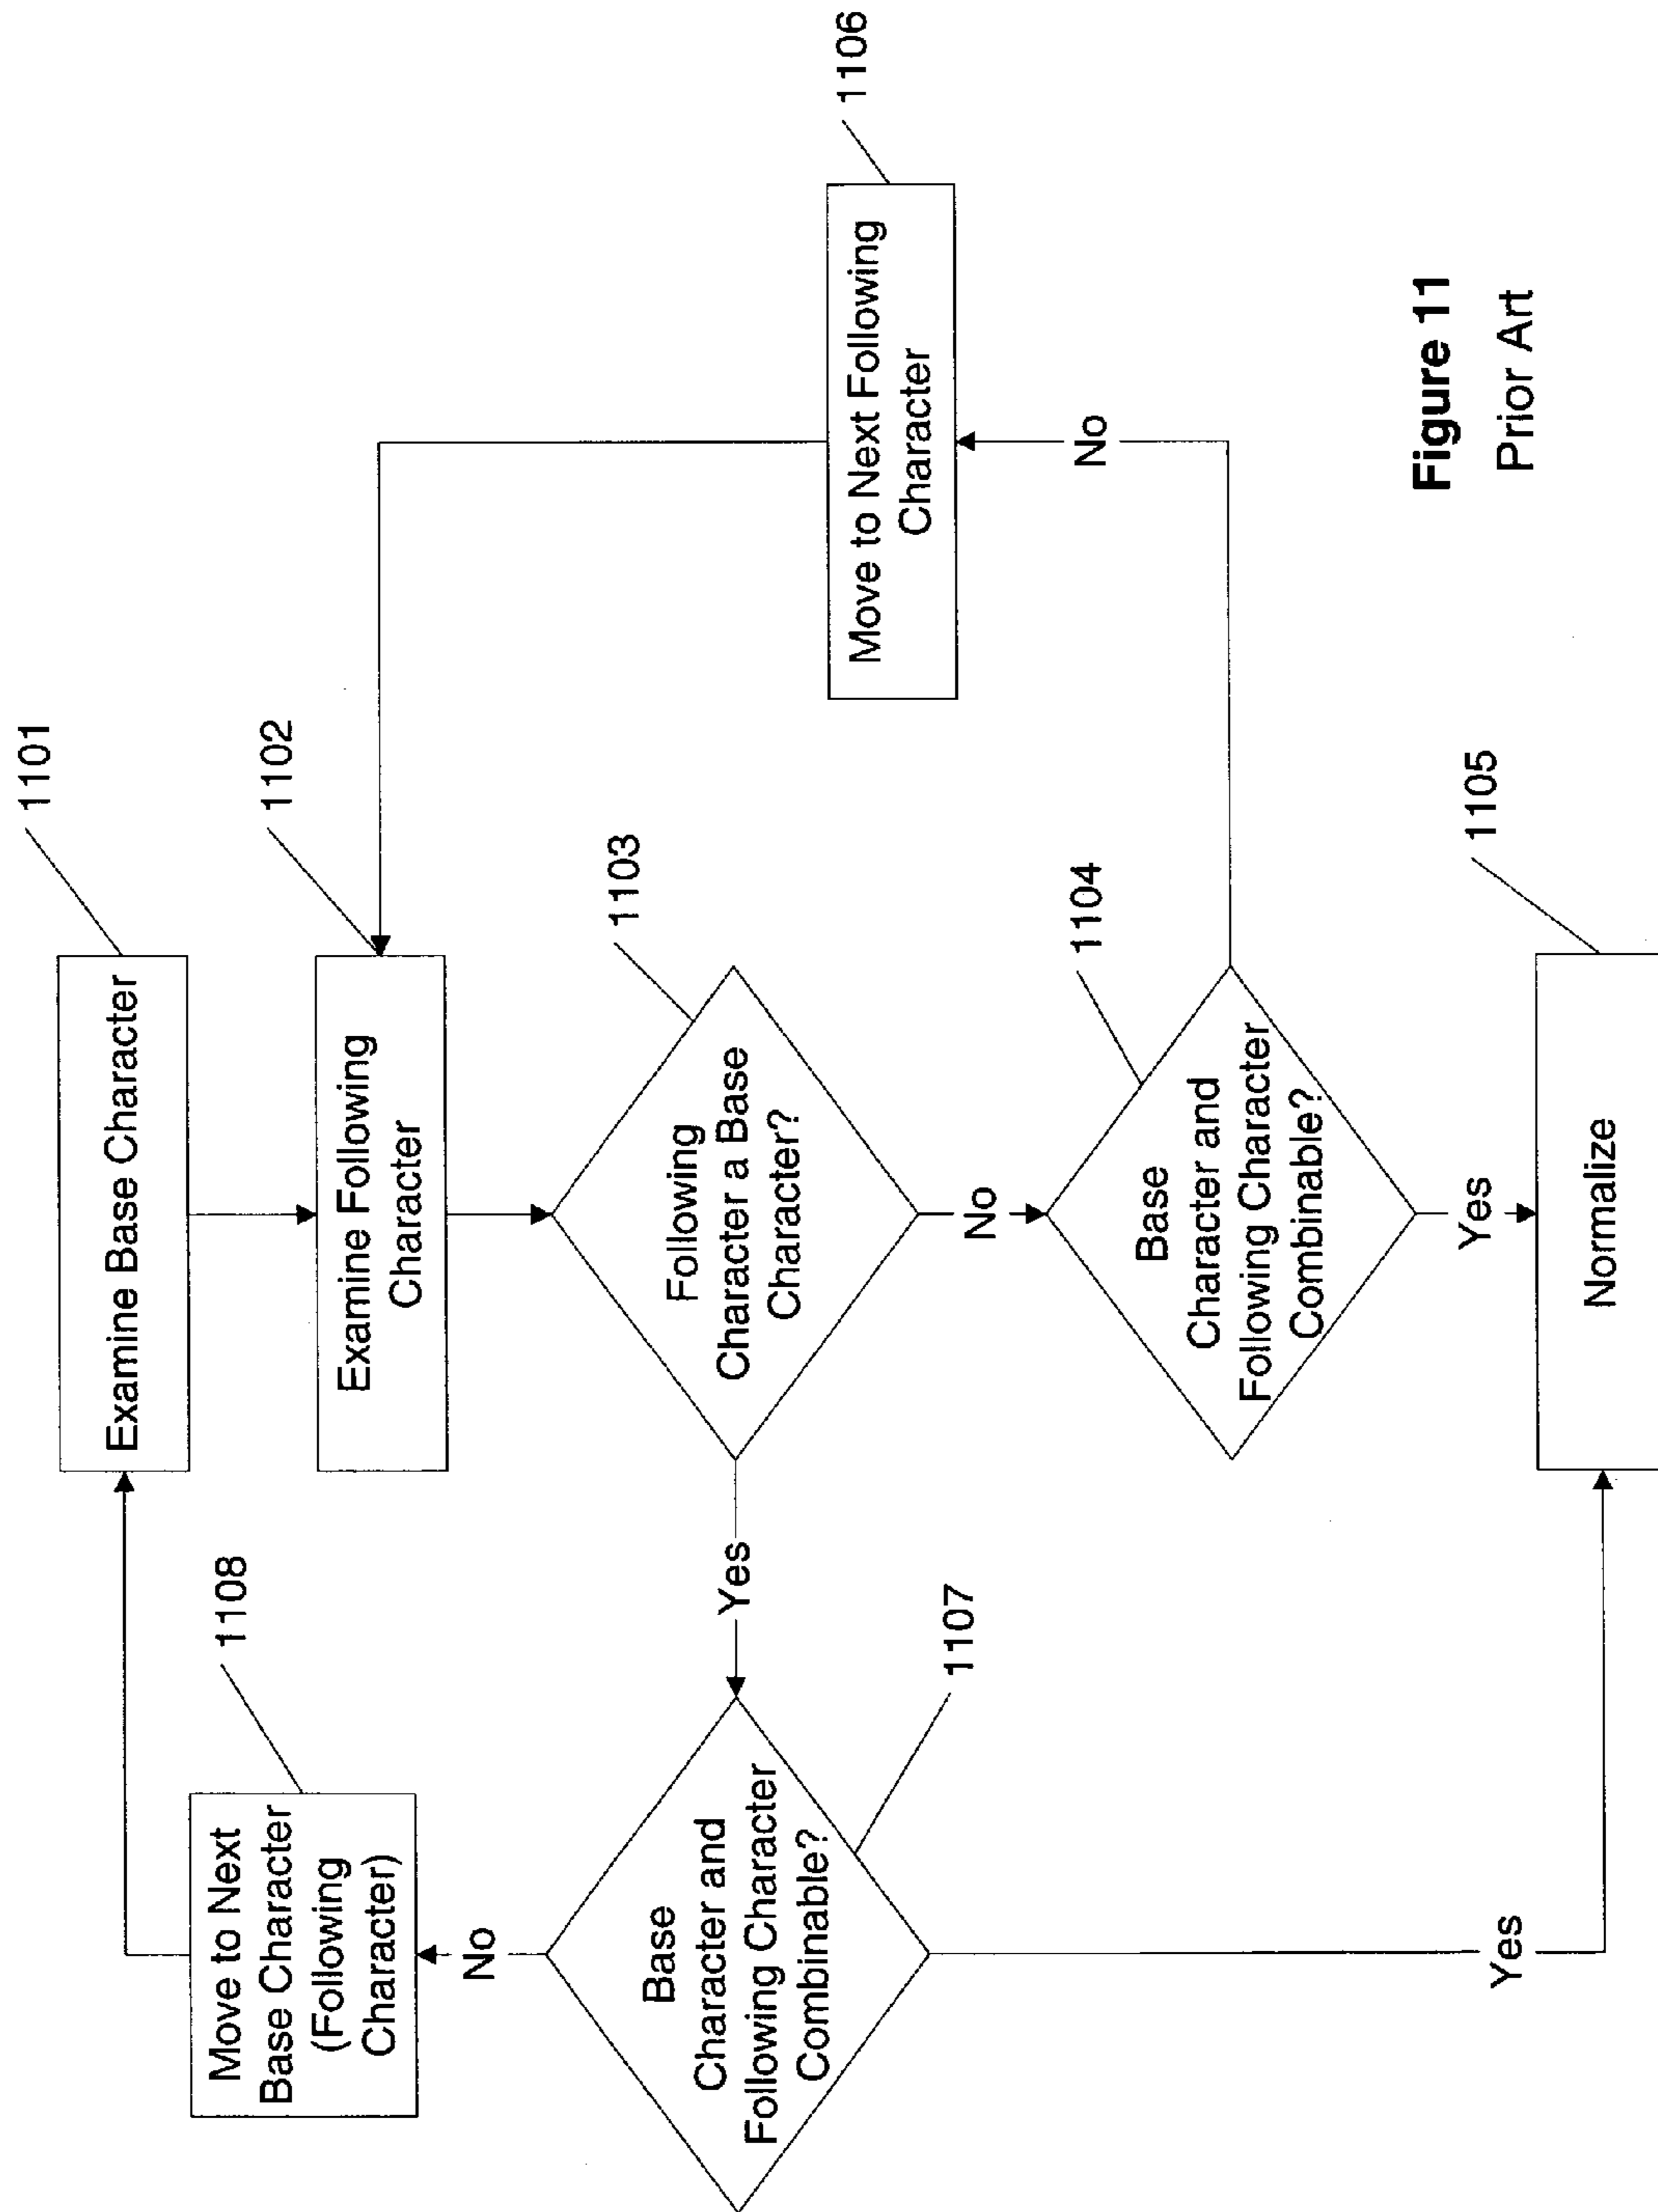 1101
Examine Base Character
1102
Examine Following
Character
1103
Following
Character a Base
Character?
No
1104
Base
Character and
Following Character
Combinable?
Yes
1105
Normalize
No
1106
Move to Next Following
Character
Yes
1107
Base
Character and
Following Character
Combinable?
Yes
No
1108
Move to Next
Base Character
(Following
Character)
Figure 11
Prior Art